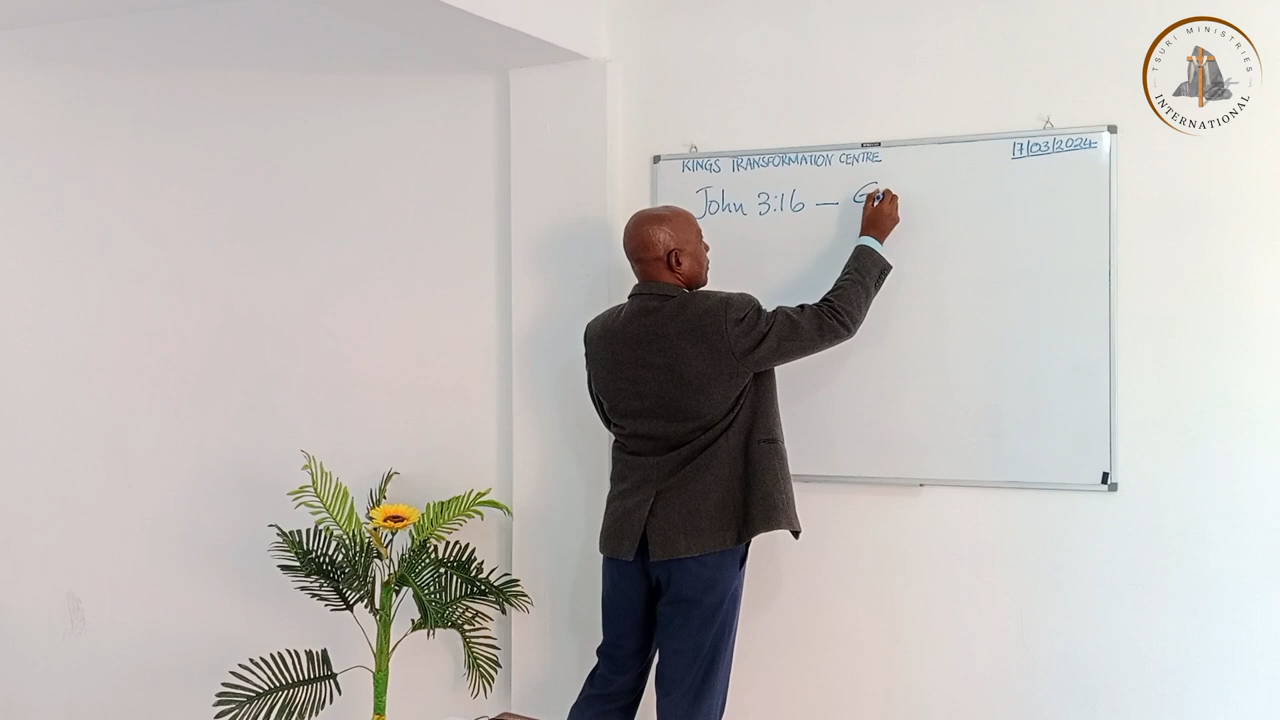 TSURI MINISTRIES
INTERNATIONAL
KINGS TRANSFORMATION CENTRE
17/03/2024
John 3:16 — G